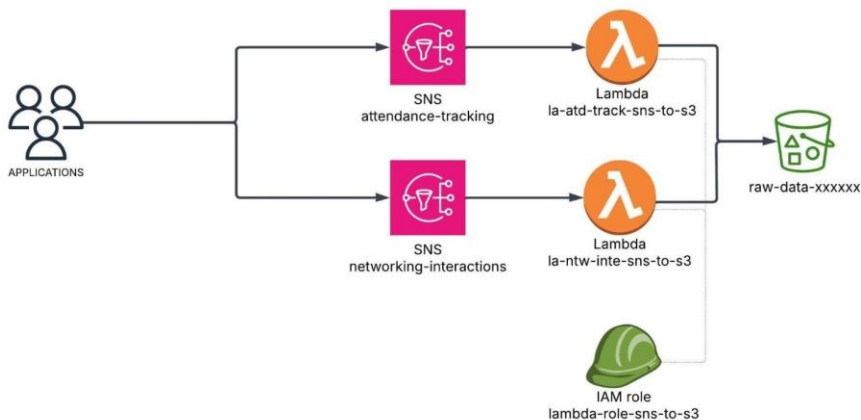 SNS
attendance-tracking
Lambda
la-atd-track-sns-to-s3
APPLICATIONS
raw-data-xxxxxx
SNS
networking-interactions
Lambda
la-ntw-inte-sns-to-s3
IAM role
lambda-role-sns-to-s3